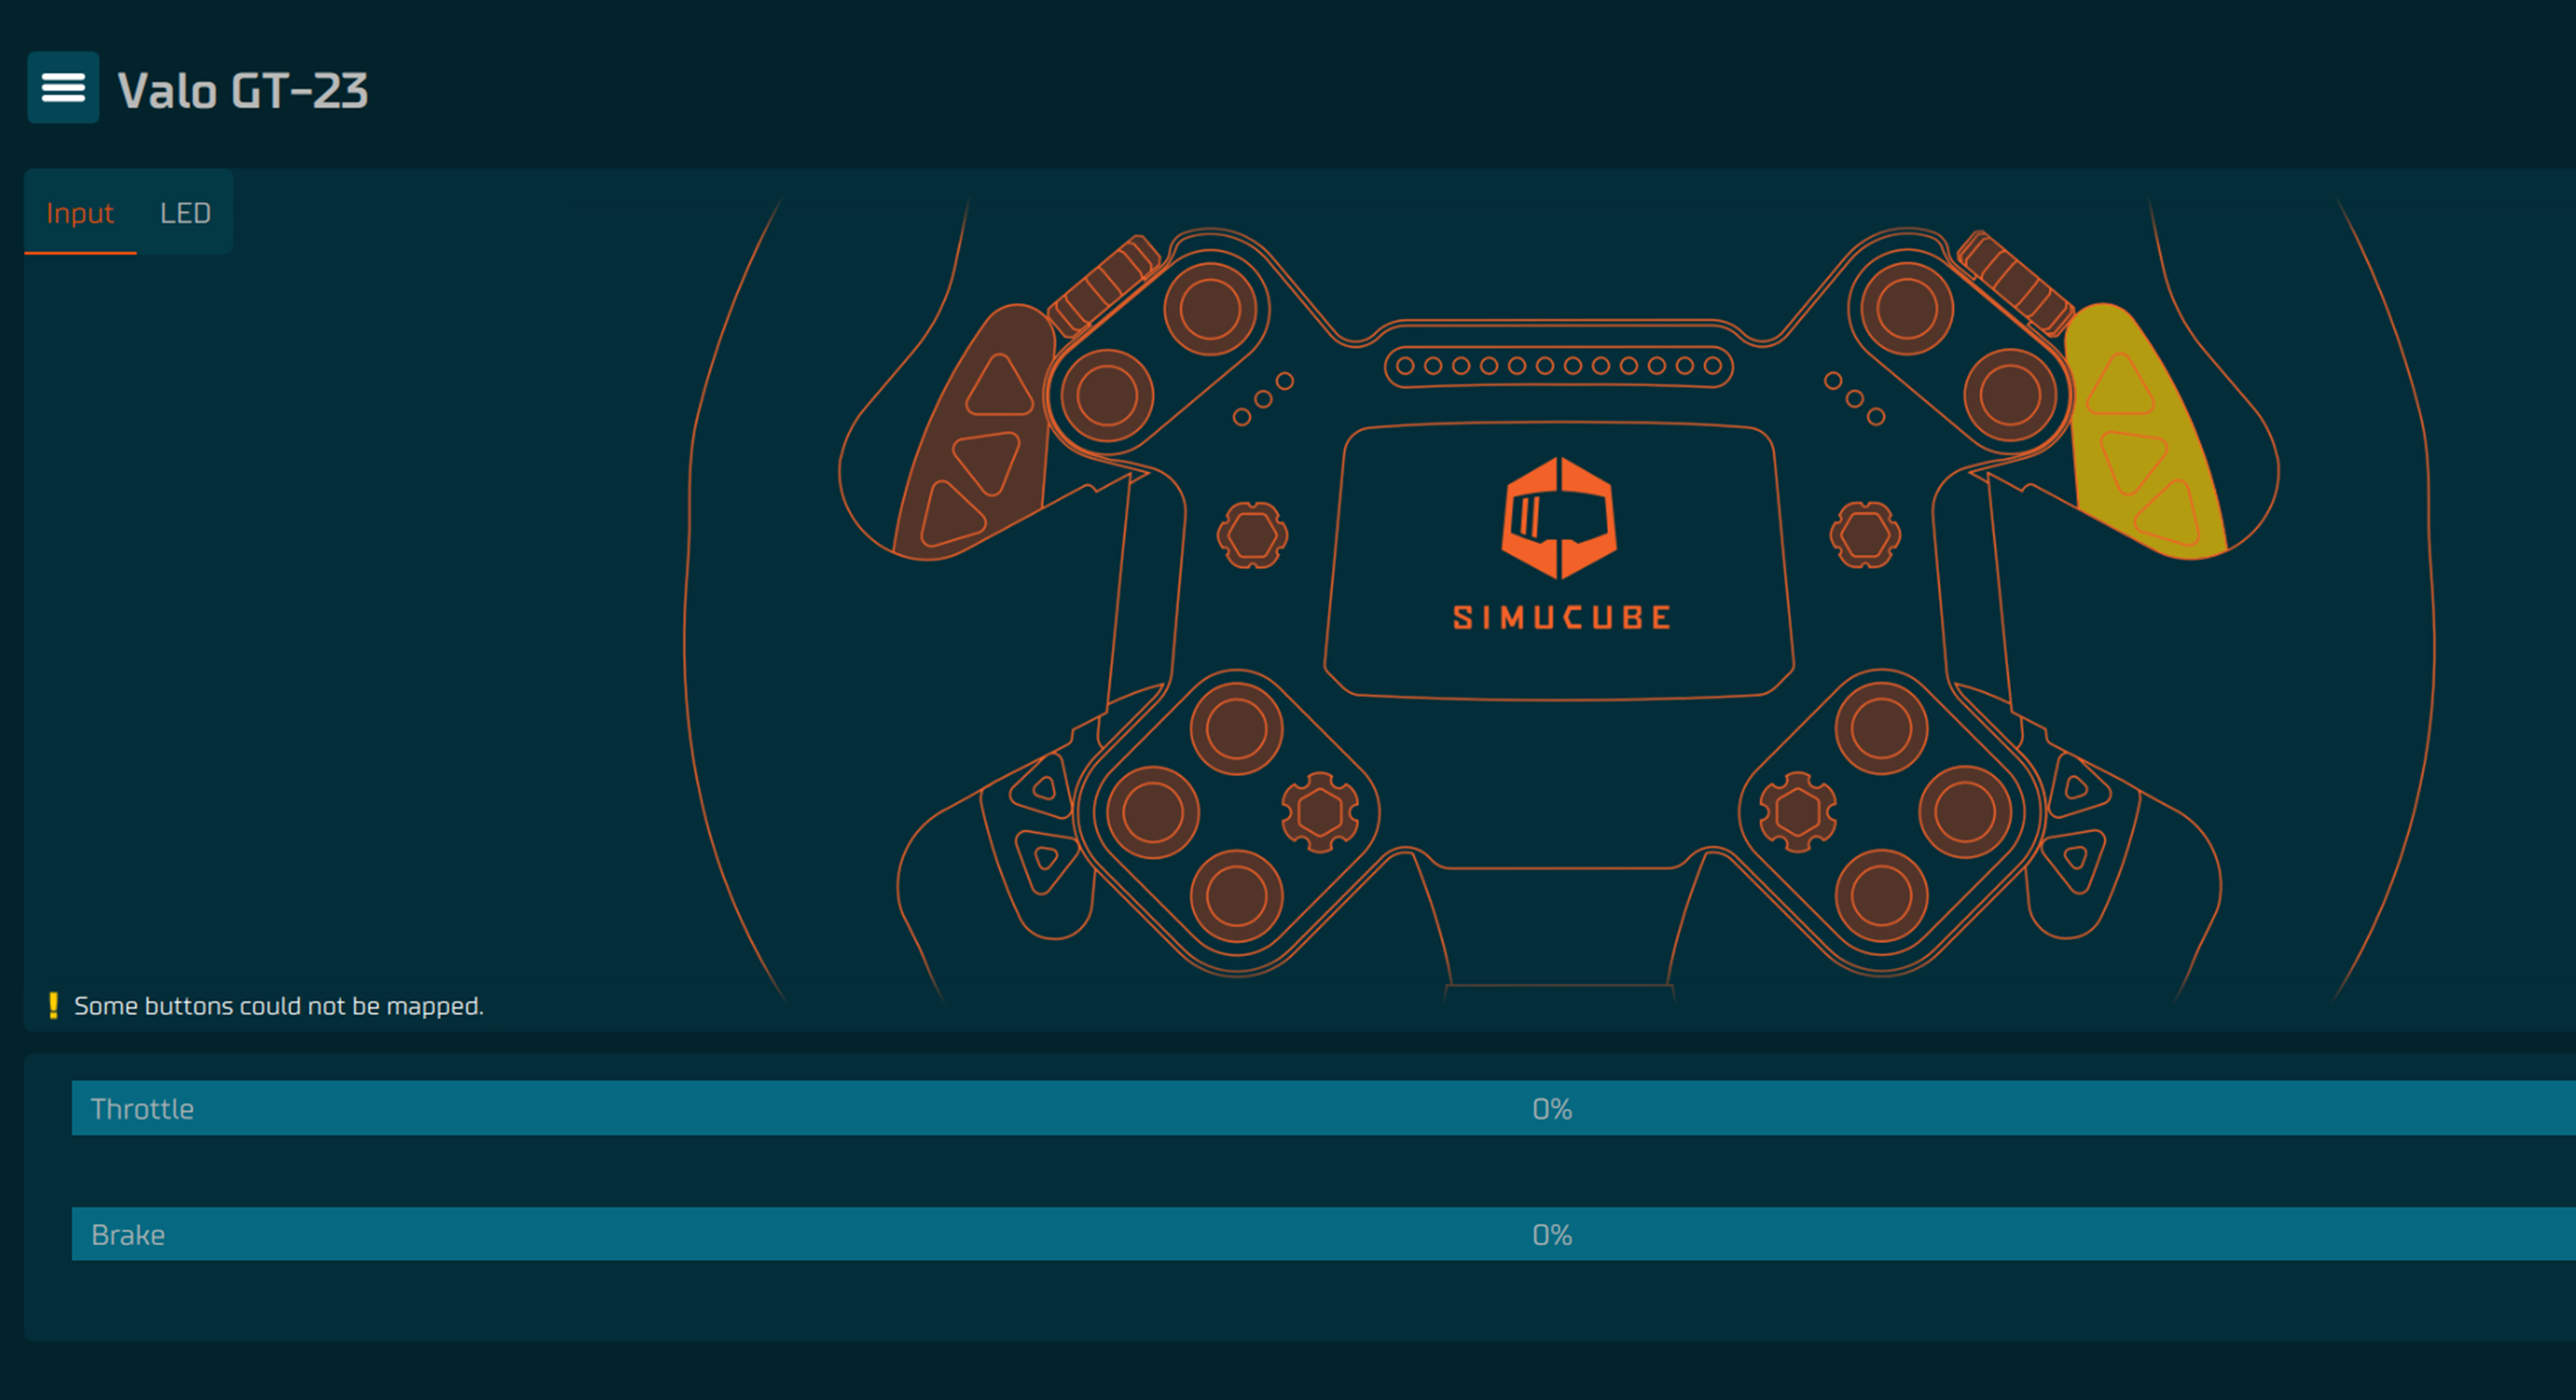 Valo GT-23
Input LED
SIMUCUBE
! Some buttons could not be mapped.
Throttle 0%
Brake 0%